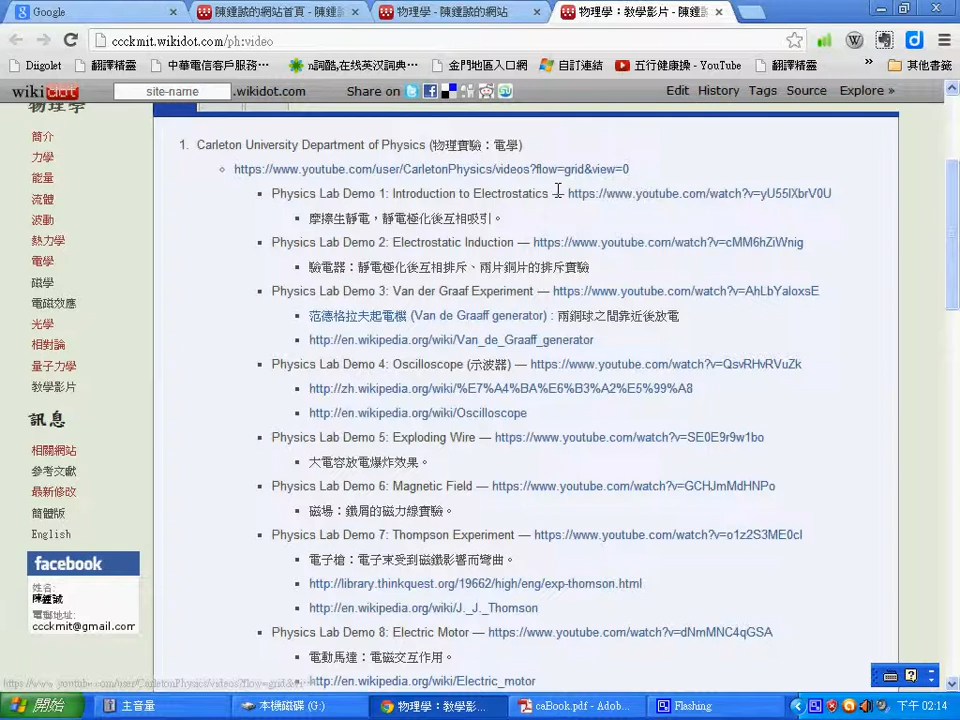 Google
陳鍾誠的網站首頁 - 陳鍾
物理學 - 陳鍾誠的網站
物理學：教學影片 - 陳鍾
ccckmit.wikidot.com/ph:video
Diigolet
翻譯精靈
中華電信客戶服務…
n詞酷,在线英汉词典…
金門地區入口網
自訂連結
五行健康操 - YouTube
翻譯精靈
»
其他書籤
wikidot
site-name
.wikidot.com
Share on
Edit
History
Tags
Source
Explore »
物理學
簡介
力學
能量
流體
波動
熱力學
電學
磁學
電磁效應
光學
相對論
量子力學
教學影片
訊息
相關網站
參考文獻
最新修改
簡體版
English
facebook
姓名:
陳鍾誠
電郵地址:
ccckmit@gmail.com
1. Carleton University Department of Physics (物理實驗：電學)
https://www.youtube.com/user/CarletonPhysics/videos?flow=grid&view=0
Physics Lab Demo 1: Introduction to Electrostatics — https://www.youtube.com/watch?v=yU55lXbrV0U
摩擦生靜電，靜電極化後互相吸引。
Physics Lab Demo 2: Electrostatic Induction — https://www.youtube.com/watch?v=cMM6hZiWnig
驗電器：靜電極化後互相排斥、兩片銅片的排斥實驗
Physics Lab Demo 3: Van der Graaf Experiment — https://www.youtube.com/watch?v=AhLbYaloxsE
范德格拉夫起電機 (Van de Graaff generator) : 兩銅球之間靠近後放電
http://en.wikipedia.org/wiki/Van_de_Graaff_generator
Physics Lab Demo 4: Oscilloscope (示波器) — https://www.youtube.com/watch?v=QsvRHvRVuZk
http://zh.wikipedia.org/wiki/%E7%A4%BA%E6%B3%A2%E5%99%A8
http://en.wikipedia.org/wiki/Oscilloscope
Physics Lab Demo 5: Exploding Wire — https://www.youtube.com/watch?v=SE0E9r9w1bo
大電容放電爆炸效果。
Physics Lab Demo 6: Magnetic Field — https://www.youtube.com/watch?v=GCHJmMdHNPo
磁場：鐵屑的磁力線實驗。
Physics Lab Demo 7: Thompson Experiment — https://www.youtube.com/watch?v=o1z2S3ME0cI
電子槍：電子束受到磁鐵影響而彎曲。
http://library.thinkquest.org/19662/high/eng/exp-thomson.html
http://en.wikipedia.org/wiki/J._J._Thomson
Physics Lab Demo 8: Electric Motor — https://www.youtube.com/watch?v=dNmMNC4qGSA
電動馬達：電磁交互作用。
http://en.wikipedia.org/wiki/Electric_motor
開始
主音量
本機磁碟 (G:)
物理學：教學影…
caBook.pdf - Adob…
Flashing
下午 02:14